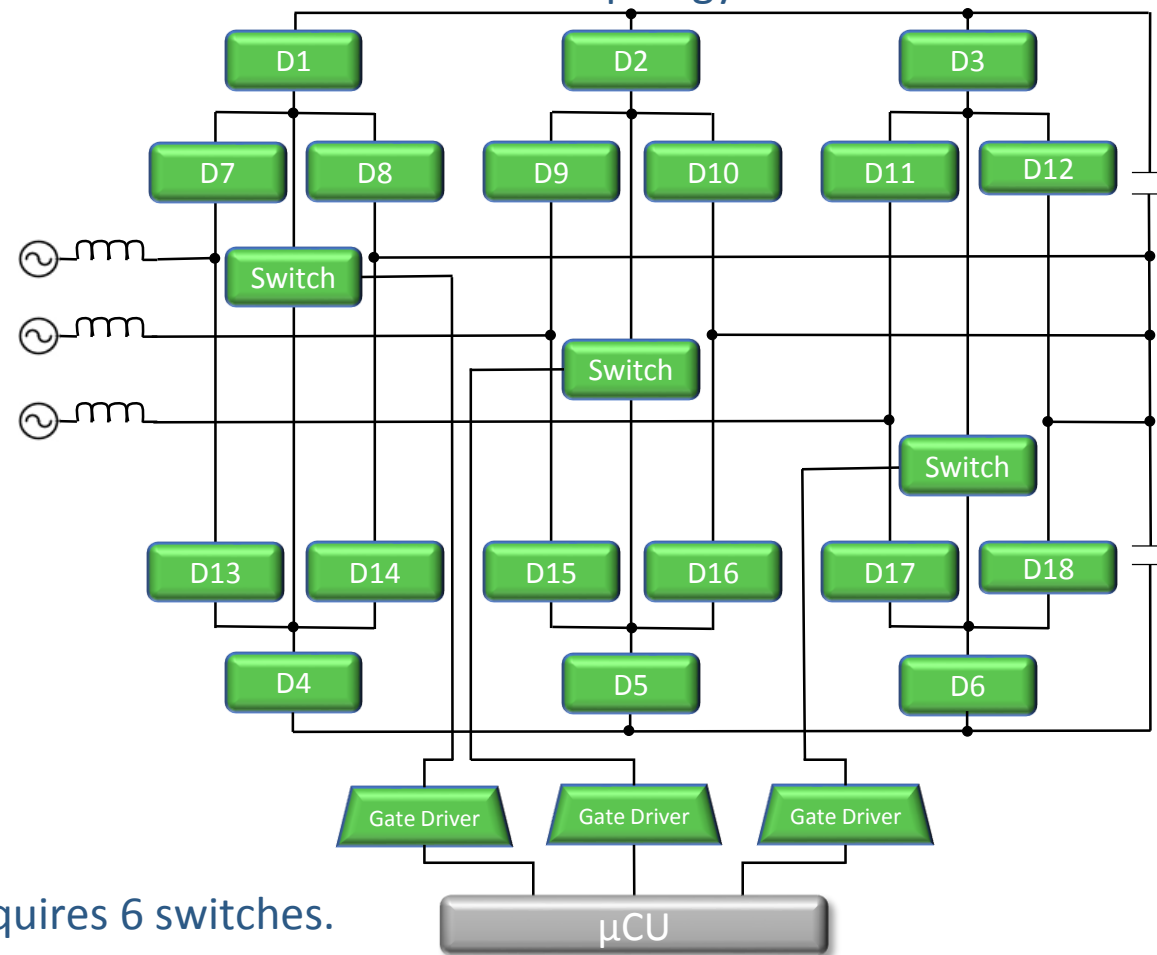 D1 D2 D3
D7 D8 D9 D10 D11 D12
Switch
Switch
Switch
D13 D14 D15 D16 D17 D18
D4 D5 D6
Gate Driver Gate Driver Gate Driver
quires 6 switches.
µCU